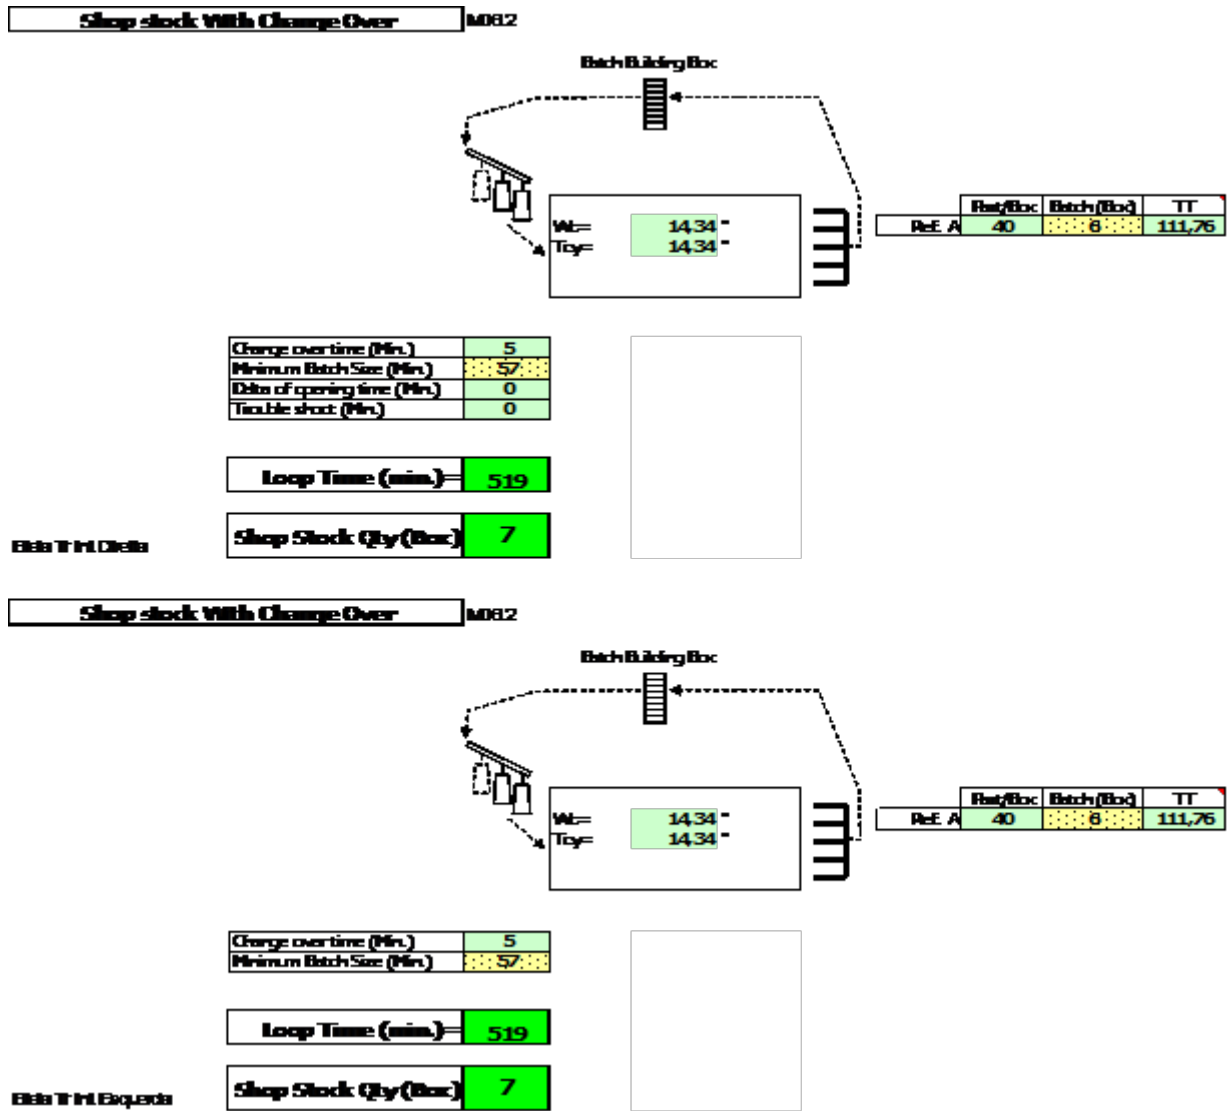 Shop stock With Change Over M062
Batch Building Box
Part/Box Batch (Box) TT
Ref. A 40 6 111,76
Wt= 14,34 "
Tcy= 14,34 "
Change over time (Min.) 5
Minimum Batch Size (Min.) 57
Delta of opening time (Min.) 0
Trouble shoot (Min.) 0
Loop Time (min.)= 519
Shop Stock Qty (Box) 7
Shop stock With Change Over M062
Batch Building Box
Part/Box Batch (Box) TT
Ref. A 40 6 111,76
Wt= 14,34 "
Tcy= 14,34 "
Change over time (Min.) 5
Minimum Batch Size (Min.) 57
Loop Time (min.)= 519
Shop Stock Qty (Box) 7